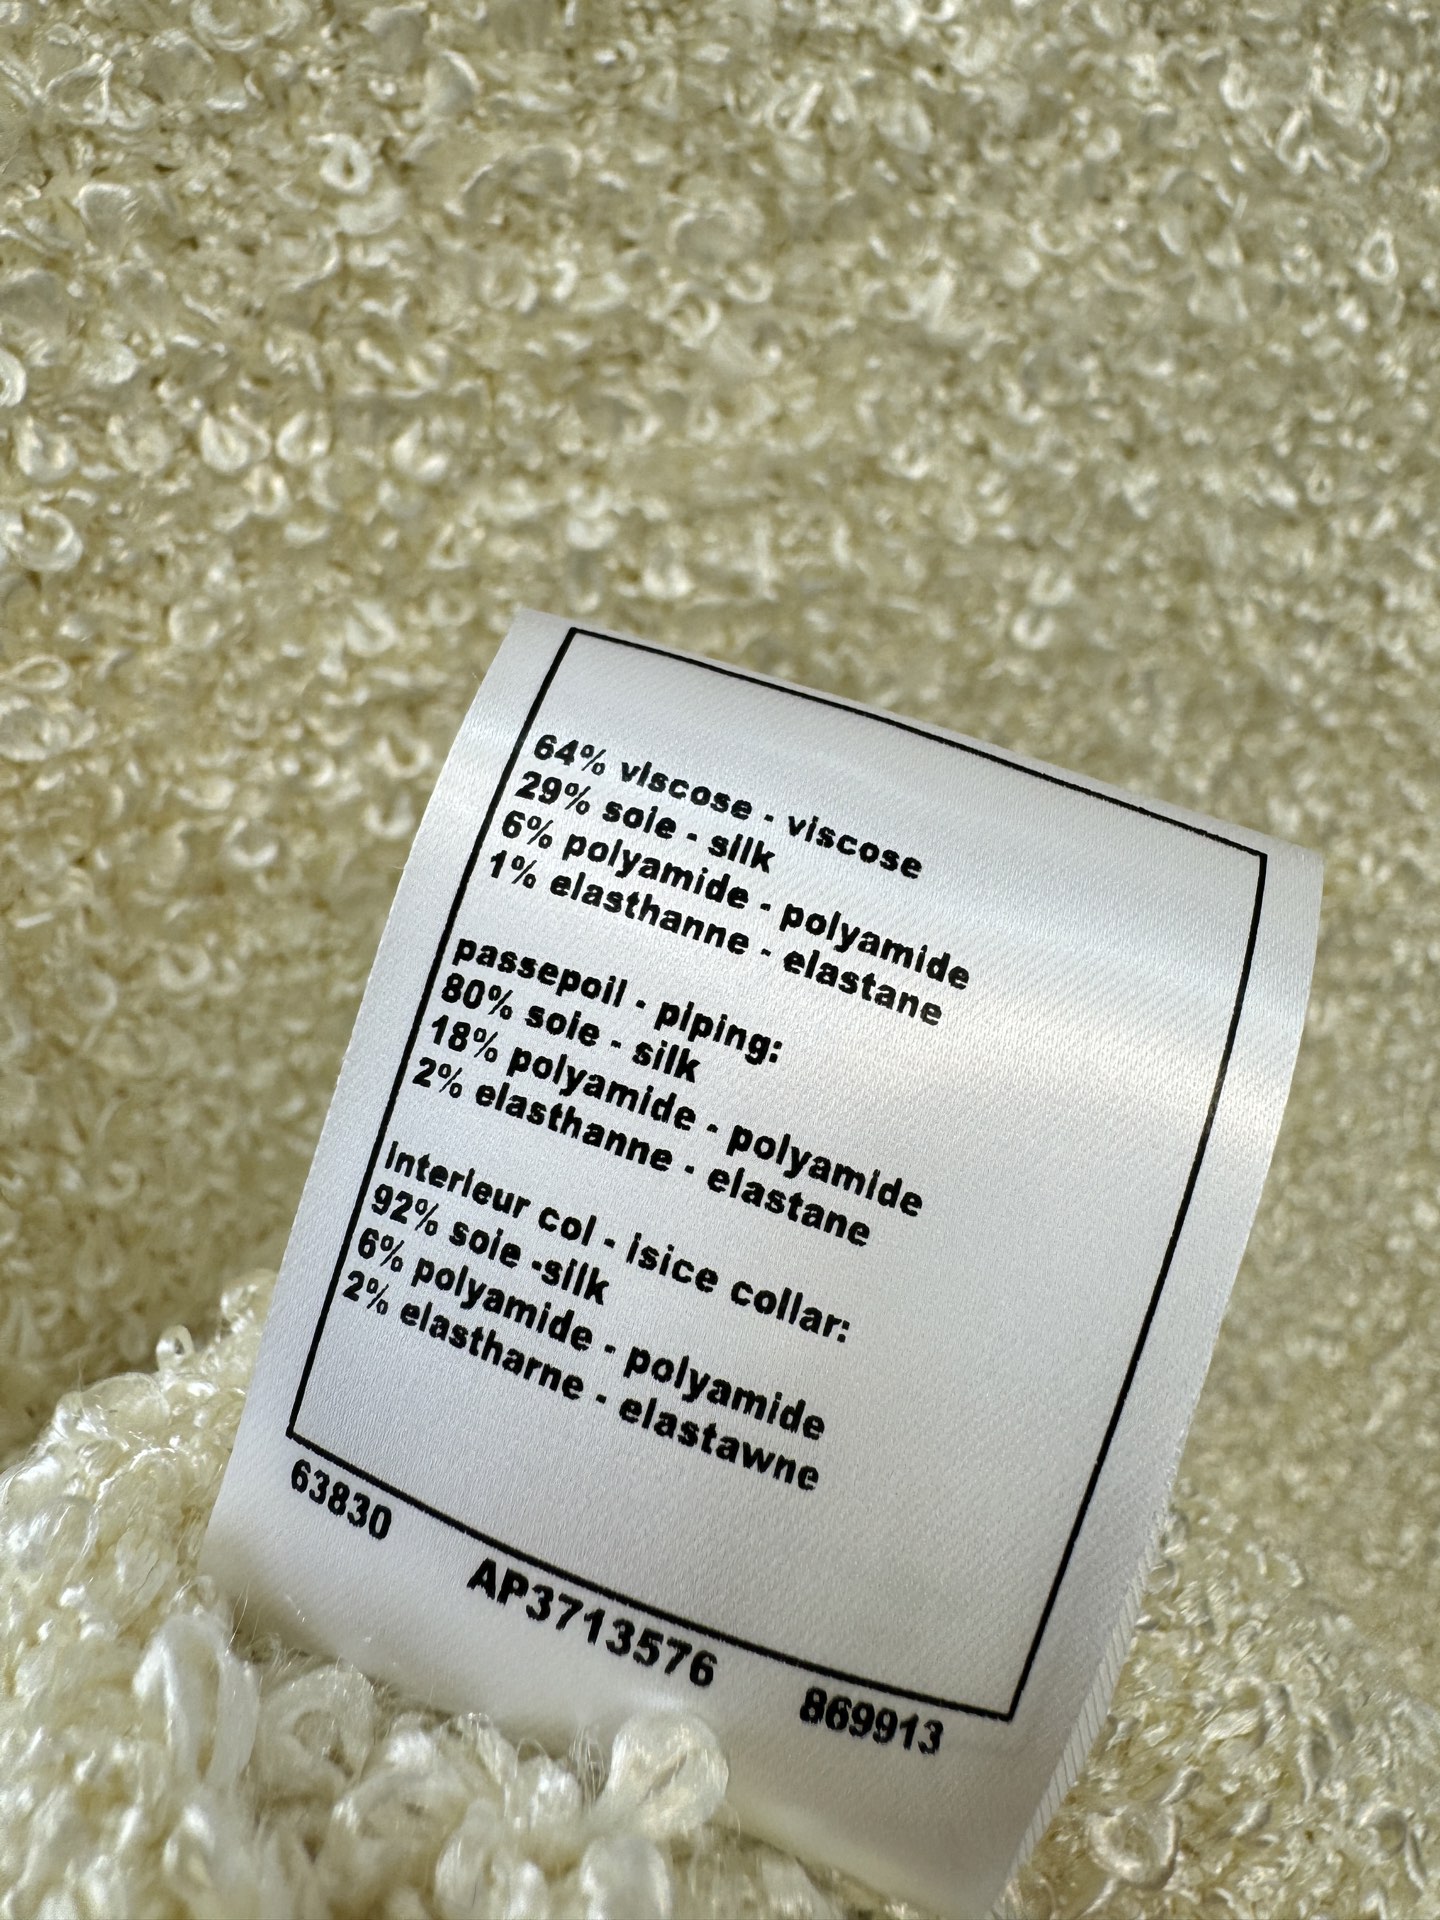 64% viscose - viscose
29% soie - silk
6% polyamide - polyamide
1% elasthanne - elastane
passepoil - piping:
80% soie - silk
18% polyamide - polyamide
2% elasthanne - elastane
interieur col - isice collar:
92% soie -silk
6% polyamide - polyamide
2% elastharne - elastawne
63830 AP3713576 869913